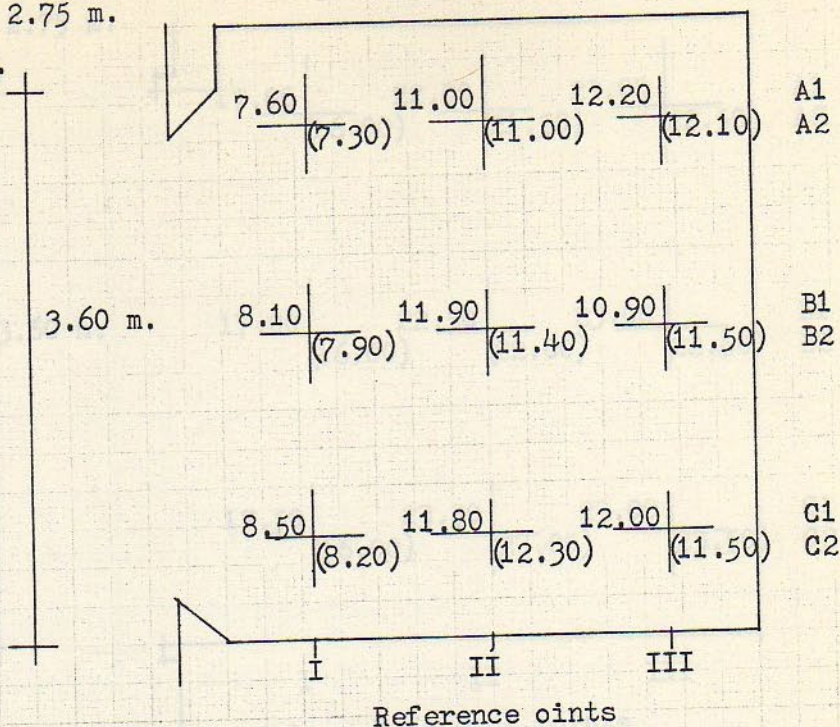 2.75 m.
7.60 11.00 12.20 A1
(7.30) (11.00) (12.10) A2
3.60 m.
8.10 11.90 10.90 B1
(7.90) (11.40) (11.50) B2
8.50 11.80 12.00 C1
(8.20) (12.30) (11.50) C2
I II III
Reference oints